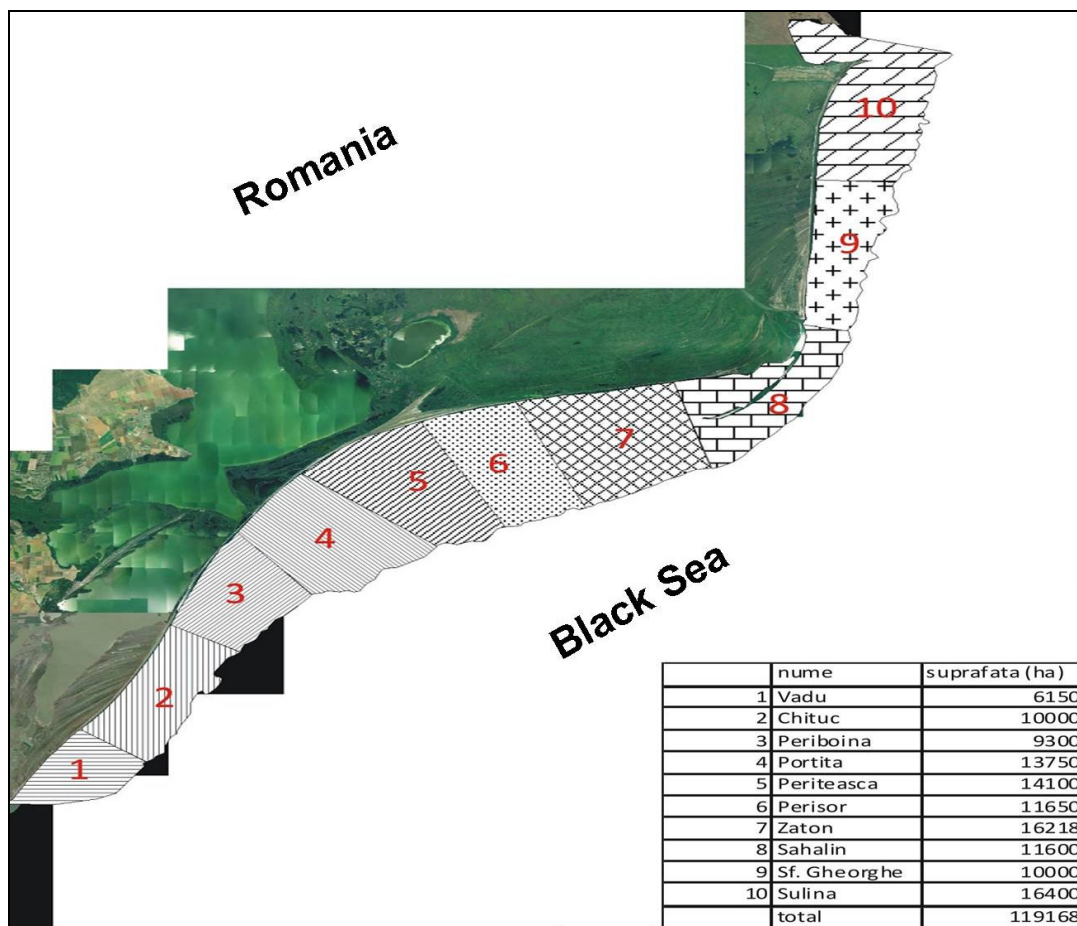 Romania
10
9
8
7
6
5
4
3
2
1
Black Sea
nume suprafata (ha)
1 Vadu 6150
2 Chituc 10000
3 Periboina 9300
4 Portita 13750
5 Periteasca 14100
6 Perisor 11650
7 Zaton 16218
8 Sahalin 11600
9 Sf. Gheorghe 10000
10 Sulina 16400
total 119168